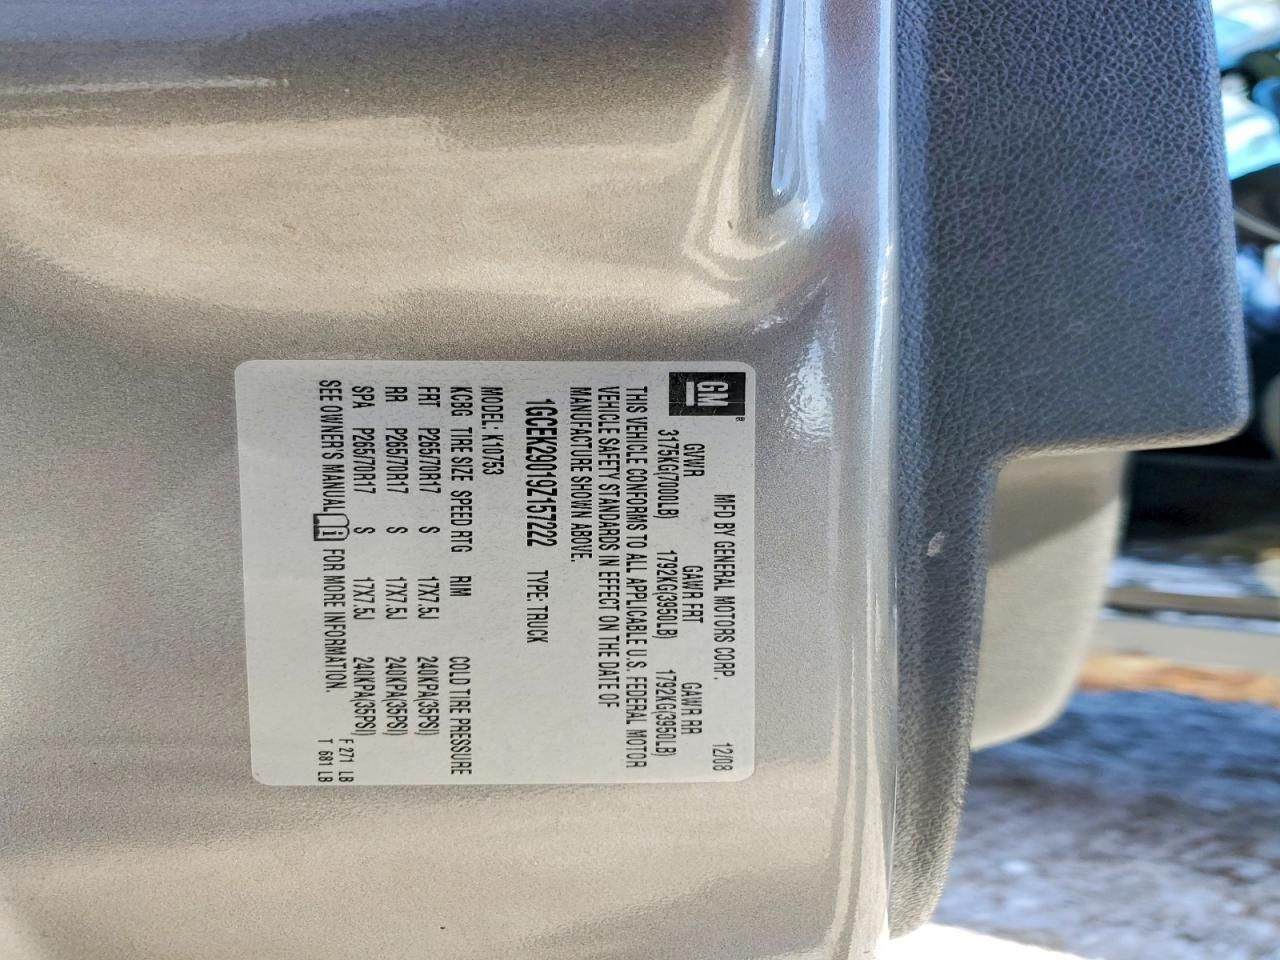 GM®
MFD BY GENERAL MOTORS CORP. 12/08
GVWR GAWR FRT GAWR RR
3175KG(7000LB) 1792KG(3950LB) 1792KG(3950LB)
THIS VEHICLE CONFORMS TO ALL APPLICABLE U.S. FEDERAL MOTOR
VEHICLE SAFETY STANDARDS IN EFFECT ON THE DATE OF
MANUFACTURE SHOWN ABOVE.
1GCEK29019Z157222 TYPE: TRUCK
MODEL: K10753
KCBG TIRE SIZE SPEED RTG RIM COLD TIRE PRESSURE
FRT P265/70R17 S 17X7.5J 240KPA(35PSI)
RR P265/70R17 S 17X7.5J 240KPA(35PSI)
SPA P265/70R17 S 17X7.5J 240KPA(35PSI)
F 271 LB
SEE OWNER'S MANUAL i FOR MORE INFORMATION. T 681 LB